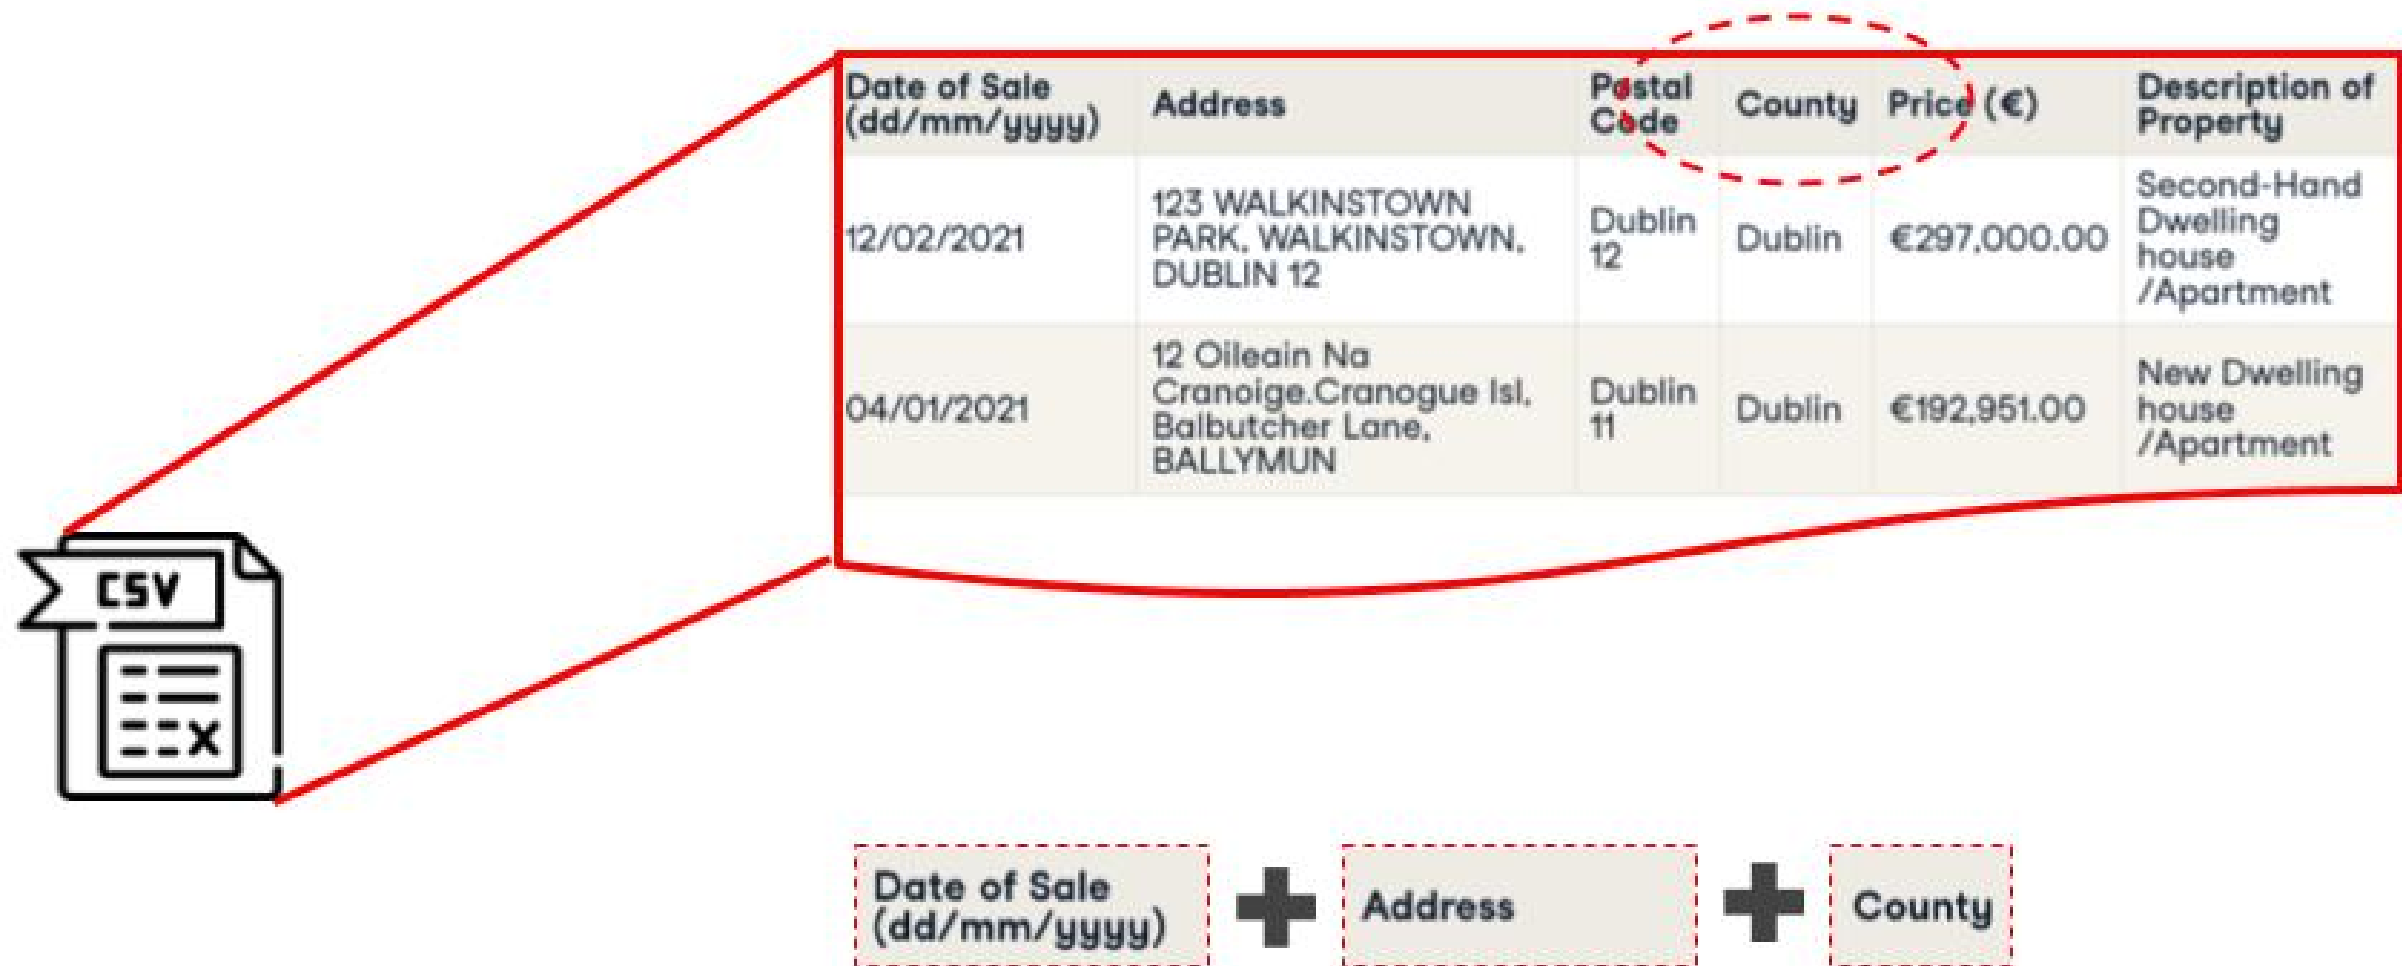 Date of Sale
(dd/mm/yyyy)
Address
Postal
Code
County
Price (€)
Description of
Property
12/02/2021
123 WALKINSTOWN
PARK, WALKINSTOWN,
DUBLIN 12
Dublin
12
Dublin
€297,000.00
Second-Hand
Dwelling
house
/Apartment
04/01/2021
12 Oileain Na
Cranoige.Cranogue Isl,
Balbutcher Lane,
BALLYMUN
Dublin
11
Dublin
€192,951.00
New Dwelling
house
/Apartment
CSV
X
Date of Sale
(dd/mm/yyyy)
Address
County